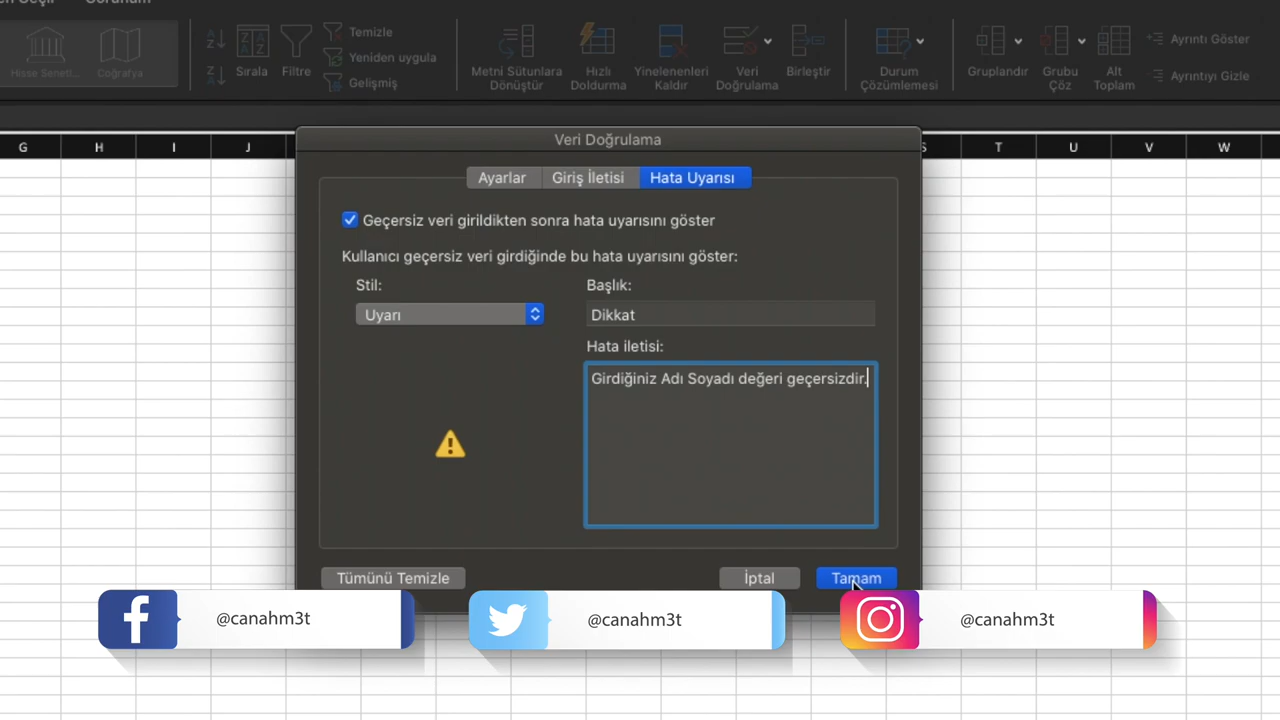 Görünüm
Hisse Senetl...
Coğrafya
Sırala
Filtre
Temizle
Yeniden uygula
Gelişmiş
Metni Sütunlara
Dönüştür
Hızlı
Doldurma
Yinelenenleri
Kaldır
Veri
Doğrulama
Birleştir
Durum
Çözümlemesi
Gruplandır
Grubu
Çöz
Alt
Toplam
Ayrıntı Göster
Ayrıntıyı Gizle
G H I J S T U V W
Veri Doğrulama
Ayarlar Giriş İletisi Hata Uyarısı
Geçersiz veri girildikten sonra hata uyarısını göster
Kullanıcı geçersiz veri girdiğinde bu hata uyarısını göster:
Stil:
Başlık:
Uyarı
Dikkat
Hata iletisi:
Girdiğiniz Adı Soyadı değeri geçersizdir.
Tümünü Temizle
İptal
Tamam
@canahm3t
@canahm3t
@canahm3t